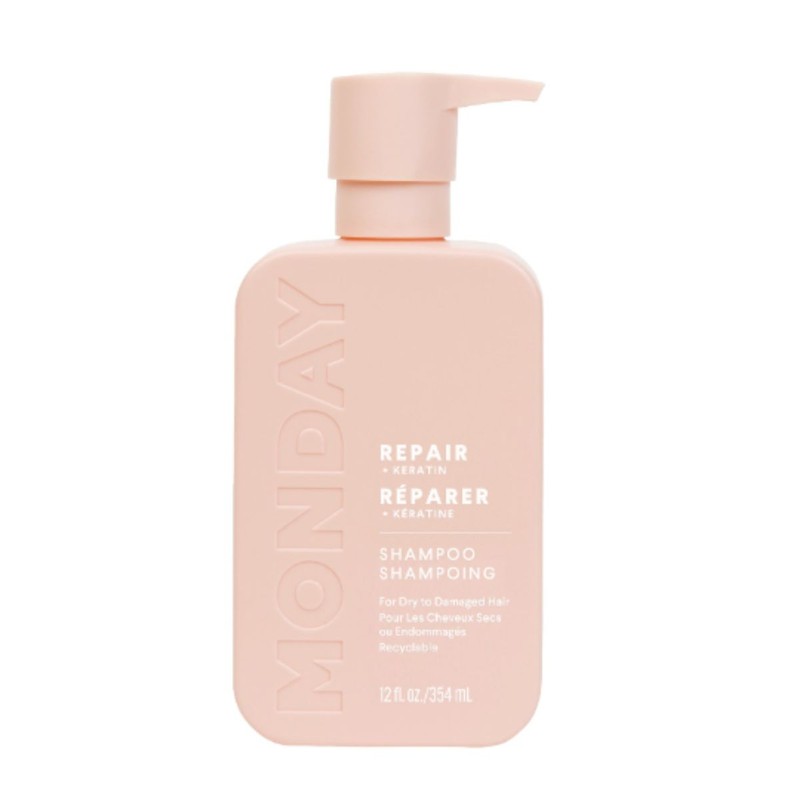 MONDAY
REPAIR
+ KERATIN
RÉPARER
+ KÉRATINE
SHAMPOO
SHAMPOING
For Dry to Damaged Hair
Pour Les Cheveux Secs
ou Endommagés
Recyclable
12 fl. oz./354 mL